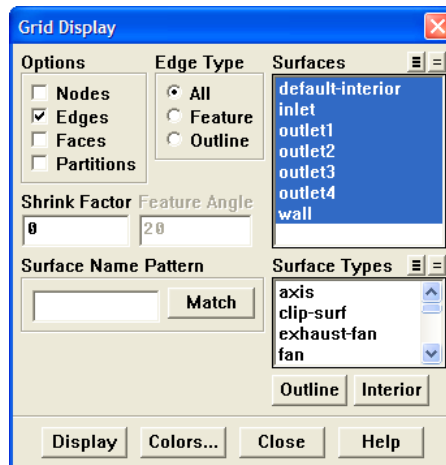 Grid Display
Options
Nodes
Edges
Faces
Partitions
Edge Type
All
Feature
Outline
Shrink Factor
0
Feature Angle
20
Surface Name Pattern
Match
Surfaces
default-interior
inlet
outlet1
outlet2
outlet3
outlet4
wall
Surface Types
axis
clip-surf
exhaust-fan
fan
Outline
Interior
Display
Colors...
Close
Help